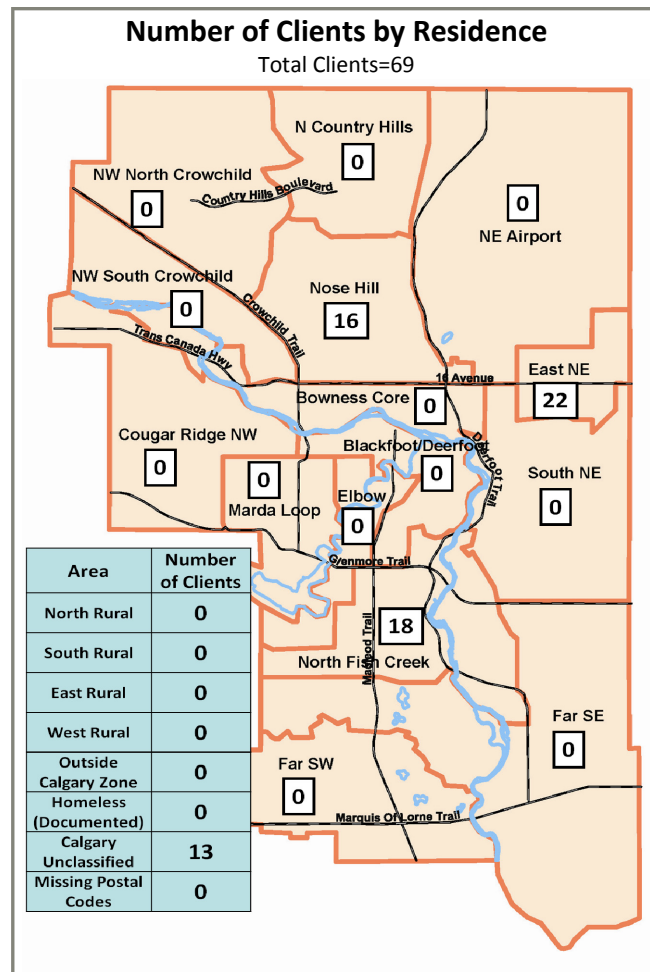 Number of Clients by Residence
Total Clients=69
N Country Hills
0
NW North Crowchild
0
Country Hills Boulevard
0
NE Airport
NW South Crowchild
0
Nose Hill
16
Crowchild Trail
Trans Canada Hwy
16 Avenue
East NE
22
Bowness Core
0
Cougar Ridge NW
0
Blackfoot/Deerfoot
0
Deerfoot Trail
South NE
0
0
Marda Loop
Elbow
0
Glenmore Trail
Area Number of Clients
North Rural 0
South Rural 0
East Rural 0
West Rural 0
Outside Calgary Zone 0
Homeless (Documented) 0
Calgary Unclassified 13
Missing Postal Codes 0
18
North Fish Creek
Macleod Trail
Far SE
0
Far SW
0
Marquis Of Lorne Trail